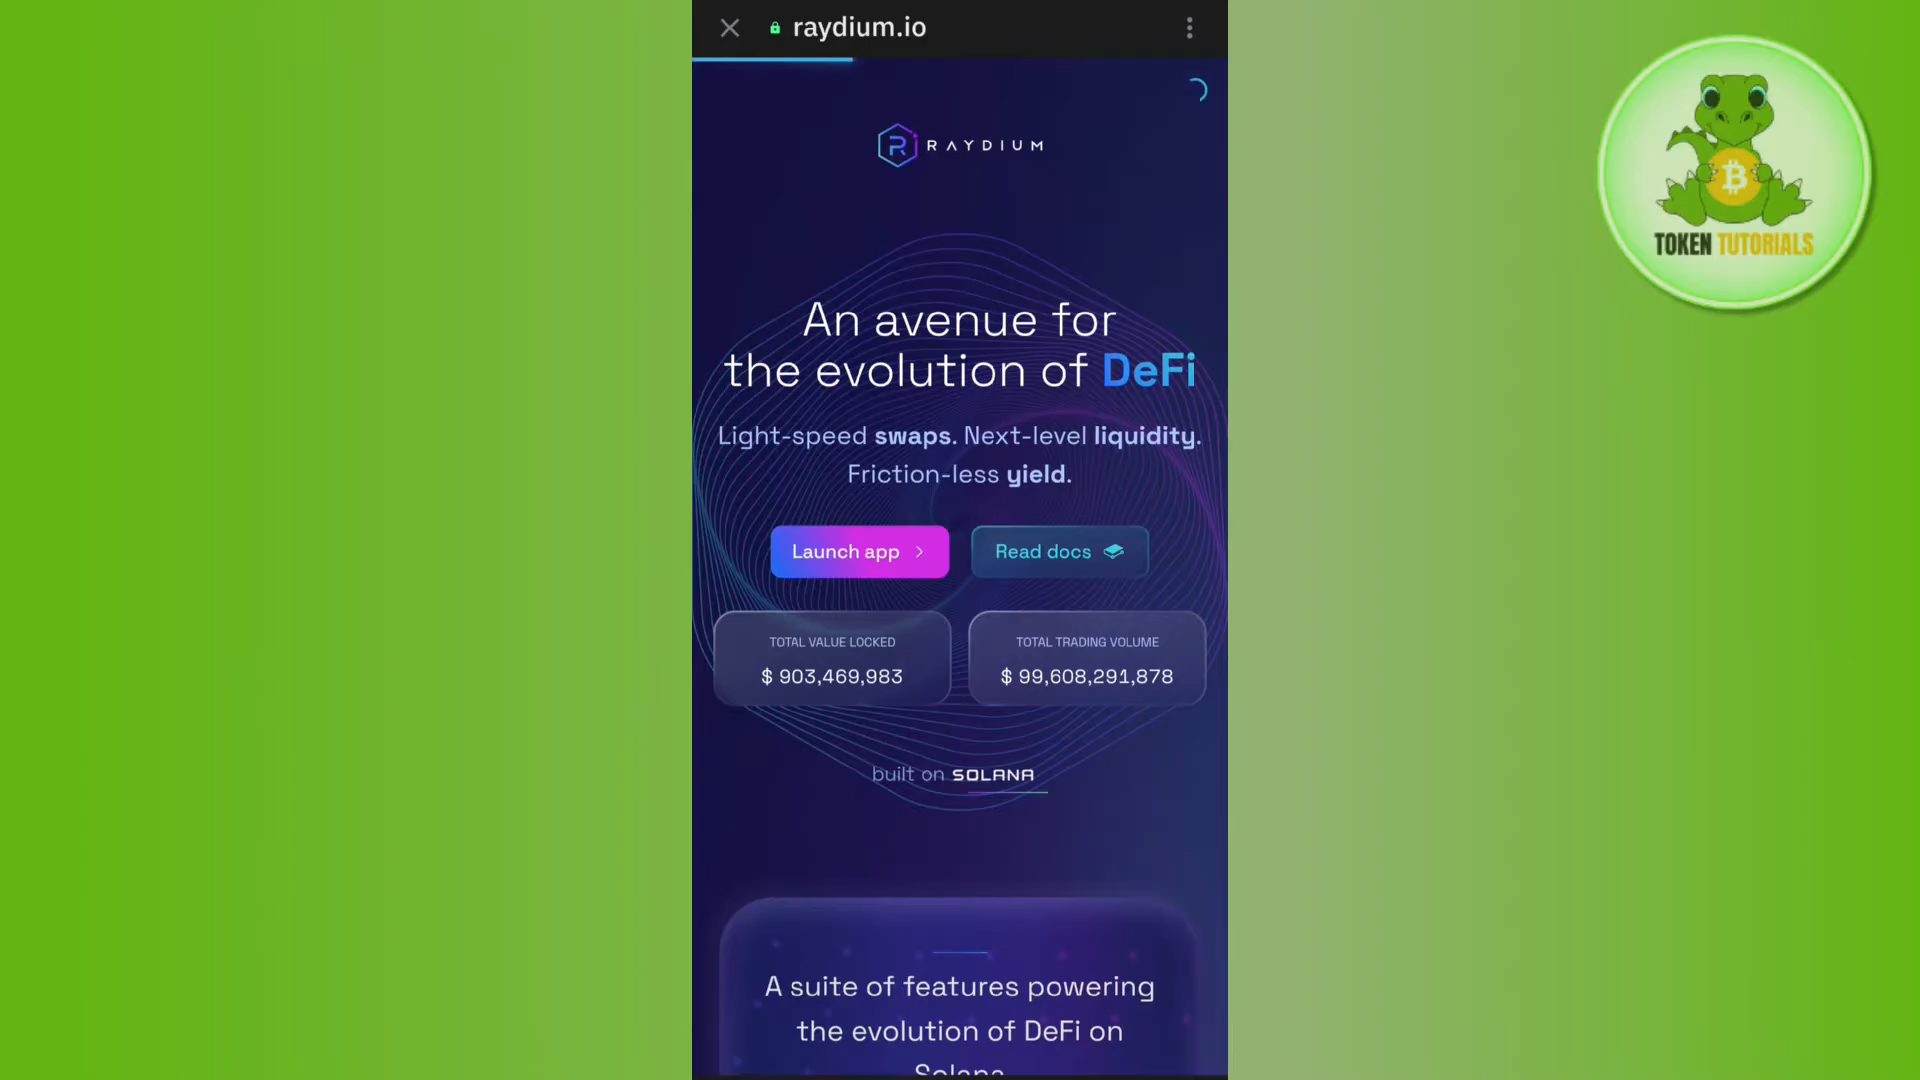 raydium.io
RAYDIUM
An avenue for
the evolution of DeFi
Light-speed swaps. Next-level liquidity.
Friction-less yield.
Launch app
Read docs
TOTAL VALUE LOCKED
$ 903,469,983
TOTAL TRADING VOLUME
$ 99,608,291,878
built on SOLANA
A suite of features powering
the evolution of DeFi on
Solana
TOKEN TUTORIALS